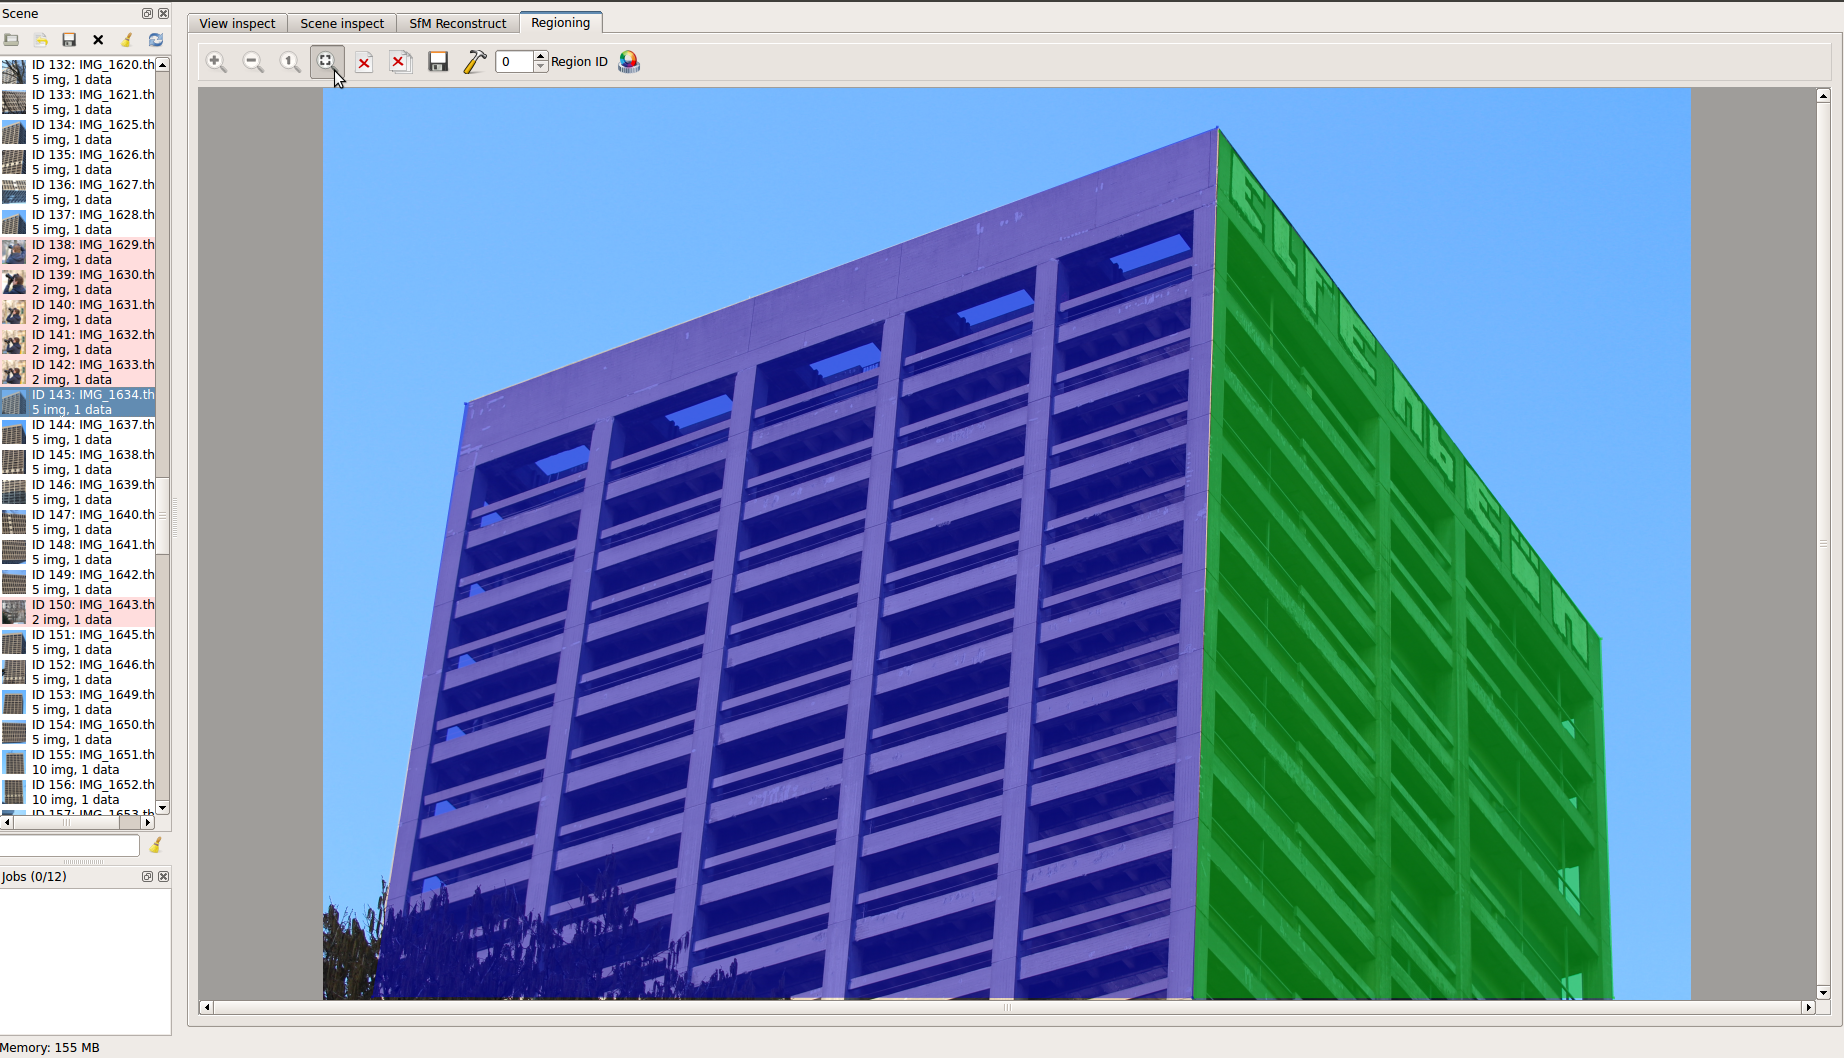 Scene
View inspect
Scene inspect
SfM Reconstruct
Regioning
1
0
Region ID
ID 132: IMG_1620.th
5 img, 1 data
ID 133: IMG_1621.th
5 img, 1 data
ID 134: IMG_1625.th
5 img, 1 data
ID 135: IMG_1626.th
5 img, 1 data
ID 136: IMG_1627.th
5 img, 1 data
ID 137: IMG_1628.th
5 img, 1 data
ID 138: IMG_1629.th
2 img, 1 data
ID 139: IMG_1630.th
2 img, 1 data
ID 140: IMG_1631.th
2 img, 1 data
ID 141: IMG_1632.th
2 img, 1 data
ID 142: IMG_1633.th
2 img, 1 data
ID 143: IMG_1634.th
5 img, 1 data
ID 144: IMG_1637.th
5 img, 1 data
ID 145: IMG_1638.th
5 img, 1 data
ID 146: IMG_1639.th
5 img, 1 data
ID 147: IMG_1640.th
5 img, 1 data
ID 148: IMG_1641.th
5 img, 1 data
ID 149: IMG_1642.th
5 img, 1 data
ID 150: IMG_1643.th
2 img, 1 data
ID 151: IMG_1645.th
5 img, 1 data
ID 152: IMG_1646.th
5 img, 1 data
ID 153: IMG_1649.th
5 img, 1 data
ID 154: IMG_1650.th
5 img, 1 data
ID 155: IMG_1651.th
10 img, 1 data
ID 156: IMG_1652.th
10 img, 1 data
ID 157: IMG_1653.th
Jobs (0/12)
Memory: 155 MB